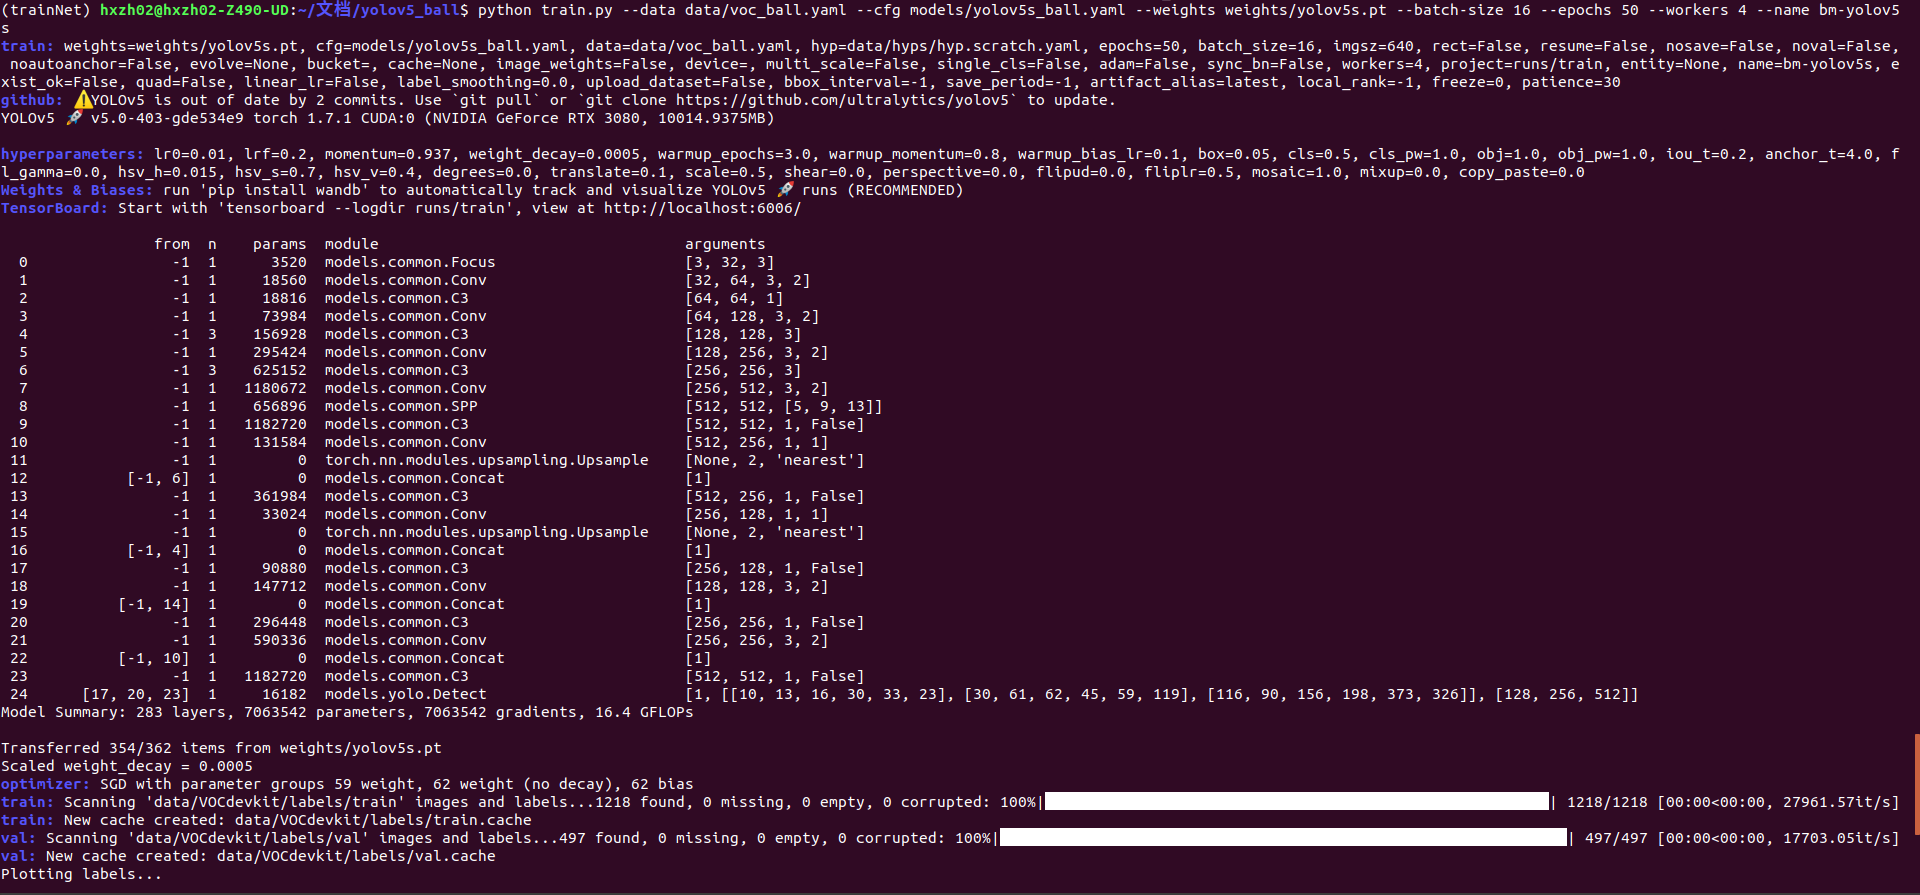 (trainNet) hxzh02@hxzh02-Z490-UD:~/文档/yolov5_ball$ python train.py --data data/voc_ball.yaml --cfg models/yolov5s_ball.yaml --weights weights/yolov5s.pt --batch-size 16 --epochs 50 --workers 4 --name bm-yolov5
s
train: weights=weights/yolov5s.pt, cfg=models/yolov5s_ball.yaml, data=data/voc_ball.yaml, hyp=data/hyps/hyp.scratch.yaml, epochs=50, batch_size=16, imgsz=640, rect=False, resume=False, nosave=False, noval=False,
 noautoanchor=False, evolve=None, bucket=, cache=None, image_weights=False, device=, multi_scale=False, single_cls=False, adam=False, sync_bn=False, workers=4, project=runs/train, entity=None, name=bm-yolov5s, e
xist_ok=False, quad=False, linear_lr=False, label_smoothing=0.0, upload_dataset=False, bbox_interval=-1, save_period=-1, artifact_alias=latest, local_rank=-1, freeze=0, patience=30
github: ⚠️YOLOv5 is out of date by 2 commits. Use `git pull` or `git clone https://github.com/ultralytics/yolov5` to update.
YOLOv5 🚀 v5.0-403-gde534e9 torch 1.7.1 CUDA:0 (NVIDIA GeForce RTX 3080, 10014.9375MB)
hyperparameters: lr0=0.01, lrf=0.2, momentum=0.937, weight_decay=0.0005, warmup_epochs=3.0, warmup_momentum=0.8, warmup_bias_lr=0.1, box=0.05, cls=0.5, cls_pw=1.0, obj=1.0, obj_pw=1.0, iou_t=0.2, anchor_t=4.0, f
l_gamma=0.0, hsv_h=0.015, hsv_s=0.7, hsv_v=0.4, degrees=0.0, translate=0.1, scale=0.5, shear=0.0, perspective=0.0, flipud=0.0, fliplr=0.5, mosaic=1.0, mixup=0.0, copy_paste=0.0
Weights & Biases: run 'pip install wandb' to automatically track and visualize YOLOv5 🚀 runs (RECOMMENDED)
TensorBoard: Start with 'tensorboard --logdir runs/train', view at http://localhost:6006/
from n params module arguments
0 -1 1 3520 models.common.Focus [3, 32, 3]
1 -1 1 18560 models.common.Conv [32, 64, 3, 2]
2 -1 1 18816 models.common.C3 [64, 64, 1]
3 -1 1 73984 models.common.Conv [64, 128, 3, 2]
4 -1 3 156928 models.common.C3 [128, 128, 3]
5 -1 1 295424 models.common.Conv [128, 256, 3, 2]
6 -1 3 625152 models.common.C3 [256, 256, 3]
7 -1 1 1180672 models.common.Conv [256, 512, 3, 2]
8 -1 1 656896 models.common.SPP [512, 512, [5, 9, 13]]
9 -1 1 1182720 models.common.C3 [512, 512, 1, False]
10 -1 1 131584 models.common.Conv [512, 256, 1, 1]
11 -1 1 0 torch.nn.modules.upsampling.Upsample [None, 2, 'nearest']
12 [-1, 6] 1 0 models.common.Concat [1]
13 -1 1 361984 models.common.C3 [512, 256, 1, False]
14 -1 1 33024 models.common.Conv [256, 128, 1, 1]
15 -1 1 0 torch.nn.modules.upsampling.Upsample [None, 2, 'nearest']
16 [-1, 4] 1 0 models.common.Concat [1]
17 -1 1 90880 models.common.C3 [256, 128, 1, False]
18 -1 1 147712 models.common.Conv [128, 128, 3, 2]
19 [-1, 14] 1 0 models.common.Concat [1]
20 -1 1 296448 models.common.C3 [256, 256, 1, False]
21 -1 1 590336 models.common.Conv [256, 256, 3, 2]
22 [-1, 10] 1 0 models.common.Concat [1]
23 -1 1 1182720 models.common.C3 [512, 512, 1, False]
24 [17, 20, 23] 1 16182 models.yolo.Detect [1, [[10, 13, 16, 30, 33, 23], [30, 61, 62, 45, 59, 119], [116, 90, 156, 198, 373, 326]], [128, 256, 512]]
Model Summary: 283 layers, 7063542 parameters, 7063542 gradients, 16.4 GFLOPs
Transferred 354/362 items from weights/yolov5s.pt
Scaled weight_decay = 0.0005
optimizer: SGD with parameter groups 59 weight, 62 weight (no decay), 62 bias
train: Scanning 'data/VOCdevkit/labels/train' images and labels...1218 found, 0 missing, 0 empty, 0 corrupted: 100%| | 1218/1218 [00:00<00:00, 27961.57it/s]
train: New cache created: data/VOCdevkit/labels/train.cache
val: Scanning 'data/VOCdevkit/labels/val' images and labels...497 found, 0 missing, 0 empty, 0 corrupted: 100%| | 497/497 [00:00<00:00, 17703.05it/s]
val: New cache created: data/VOCdevkit/labels/val.cache
Plotting labels...